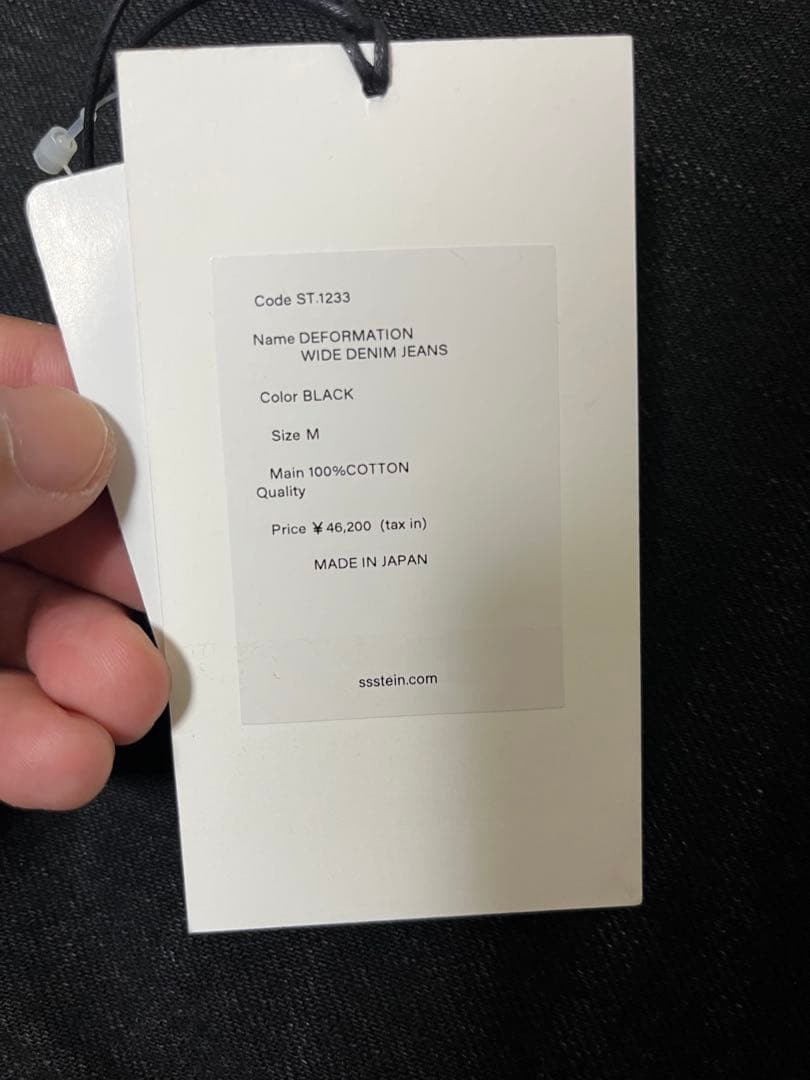 Code ST.1233
Name DEFORMATION
WIDE DENIM JEANS
Color BLACK
Size M
Main 100%COTTON
Quality
Price ¥46,200 (tax in)
MADE IN JAPAN
ssstein.com